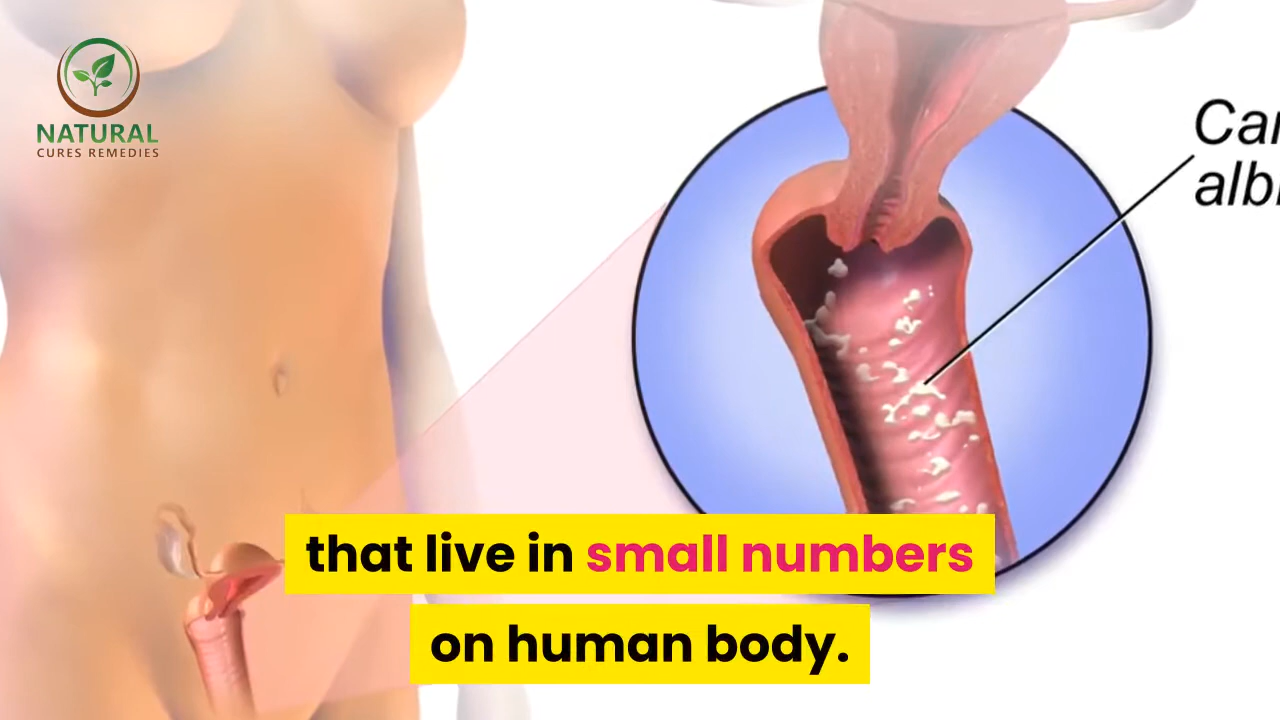 NATURAL
CURES REMEDIES
that live in small numbers
on human body.